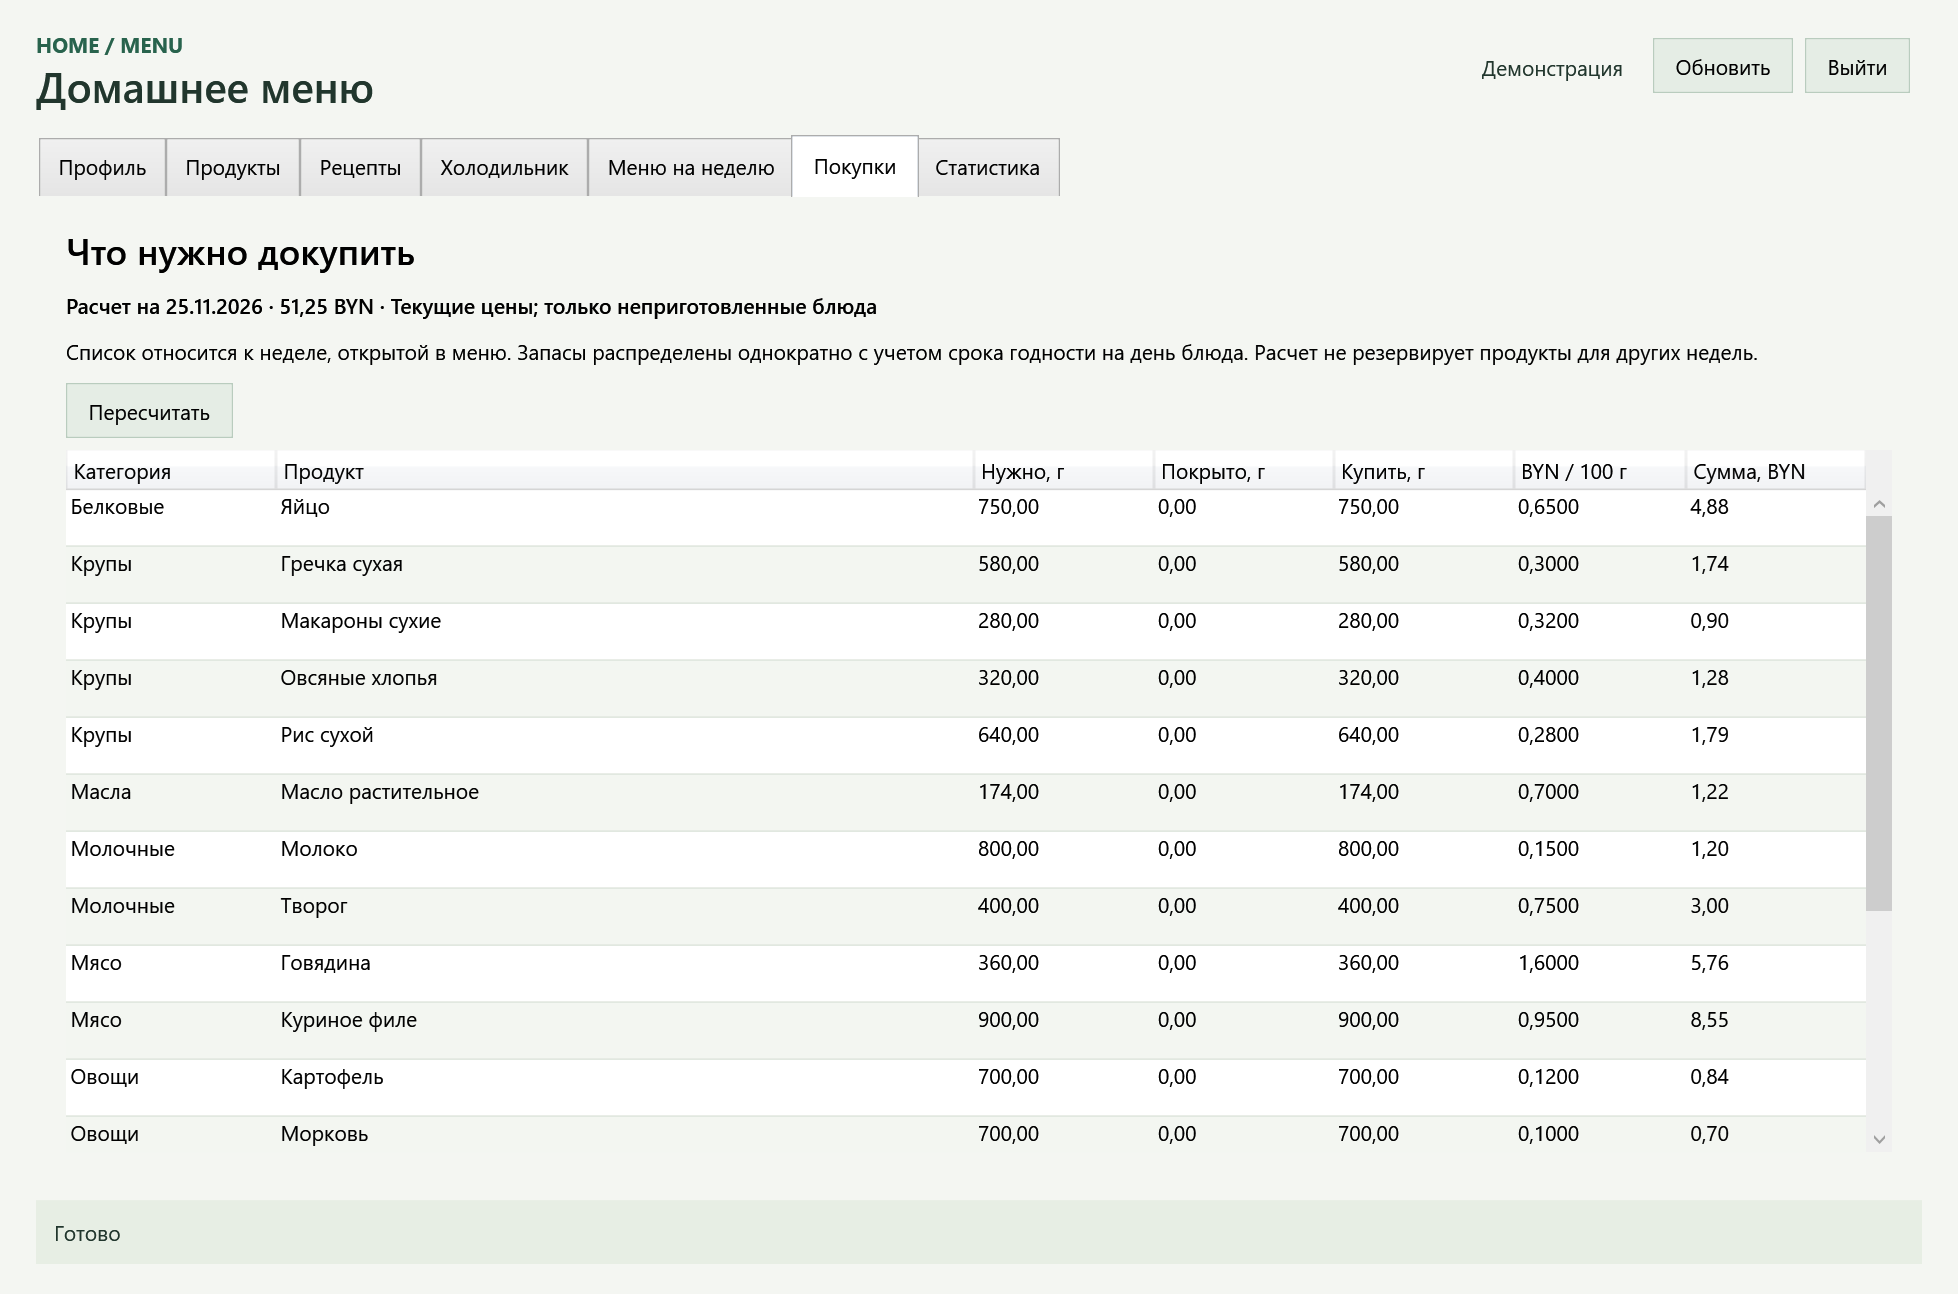 HOME / MENU
Домашнее меню
Демонстрация
Обновить
Выйти
Профиль
Продукты
Рецепты
Холодильник
Меню на неделю
Покупки
Статистика
Что нужно докупить
Расчет на 25.11.2026 · 51,25 BYN · Текущие цены; только неприготовленные блюда
Список относится к неделе, открытой в меню. Запасы распределены однократно с учетом срока годности на день блюда. Расчет не резервирует продукты для других недель.
Пересчитать
Категория Продукт Нужно, г Покрыто, г Купить, г BYN / 100 г Сумма, BYN
Белковые Яйцо 750,00 0,00 750,00 0,6500 4,88
Крупы Гречка сухая 580,00 0,00 580,00 0,3000 1,74
Крупы Макароны сухие 280,00 0,00 280,00 0,3200 0,90
Крупы Овсяные хлопья 320,00 0,00 320,00 0,4000 1,28
Крупы Рис сухой 640,00 0,00 640,00 0,2800 1,79
Масла Масло растительное 174,00 0,00 174,00 0,7000 1,22
Молочные Молоко 800,00 0,00 800,00 0,1500 1,20
Молочные Творог 400,00 0,00 400,00 0,7500 3,00
Мясо Говядина 360,00 0,00 360,00 1,6000 5,76
Мясо Куриное филе 900,00 0,00 900,00 0,9500 8,55
Овощи Картофель 700,00 0,00 700,00 0,1200 0,84
Овощи Морковь 700,00 0,00 700,00 0,1000 0,70
Готово